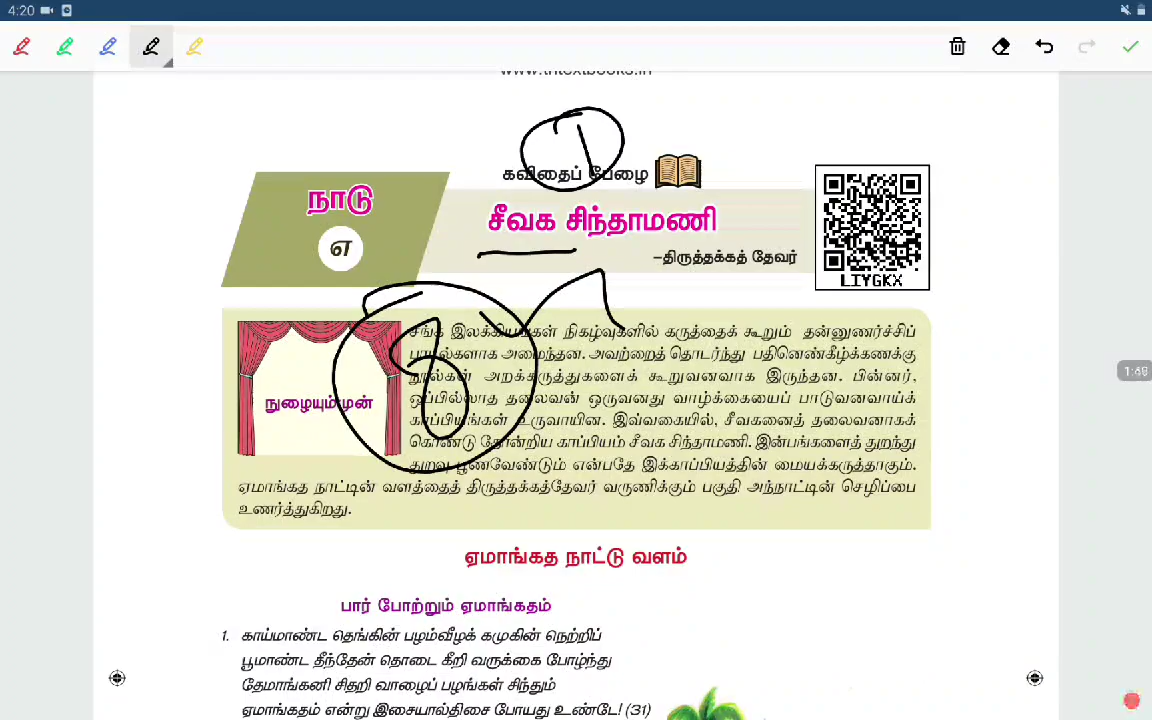 4:20
www.tntextbooks.in
1
கவிதைப் பேழை
நாடு
சீவக சிந்தாமணி
எ
–திருத்தக்கத் தேவர்
LIYGKX
சங்க இலக்கியங்கள் நிகழ்வுகளில் கருத்தைக் கூறும் தன்னுணர்ச்சிப்
பாடல்களாக அமைந்தன. அவற்றைத் தொடர்ந்து பதினெண்கீழ்க்கணக்கு
நூல்கள் அறக்கருத்துகளைக் கூறுவனவாக இருந்தன. பின்னர்,
நுழையும்முன்
ஒப்பில்லாத தலைவன் ஒருவனது வாழ்க்கையைப் பாடுவனவாய்க்
காப்பியங்கள் உருவாயின. இவ்வகையில், சீவகனைத் தலைவனாகக்
கொண்டு தோன்றிய காப்பியம் சீவக சிந்தாமணி. இன்பங்களைத் துறந்து
துறவு பூணவேண்டும் என்பதே இக்காப்பியத்தின் மையக்கருத்தாகும்.
ஏமாங்கத நாட்டின் வளத்தைத் திருத்தக்கத்தேவர் வருணிக்கும் பகுதி அந்நாட்டின் செழிப்பை
உணர்த்துகிறது.
1:69
ஏமாங்கத நாட்டு வளம்
பார் போற்றும் ஏமாங்கதம்
1. காய்மாண்ட தெங்கின் பழம்வீழக் கமுகின் நெற்றிப்
பூமாண்ட தீந்தேன் தொடை கீறி வருக்கை போழ்ந்து
தேமாங்கனி சிதறி வாழைப் பழங்கள் சிந்தும்
ஏமாங்கதம் என்று இசையால்திசை போயது உண்டே! (31)